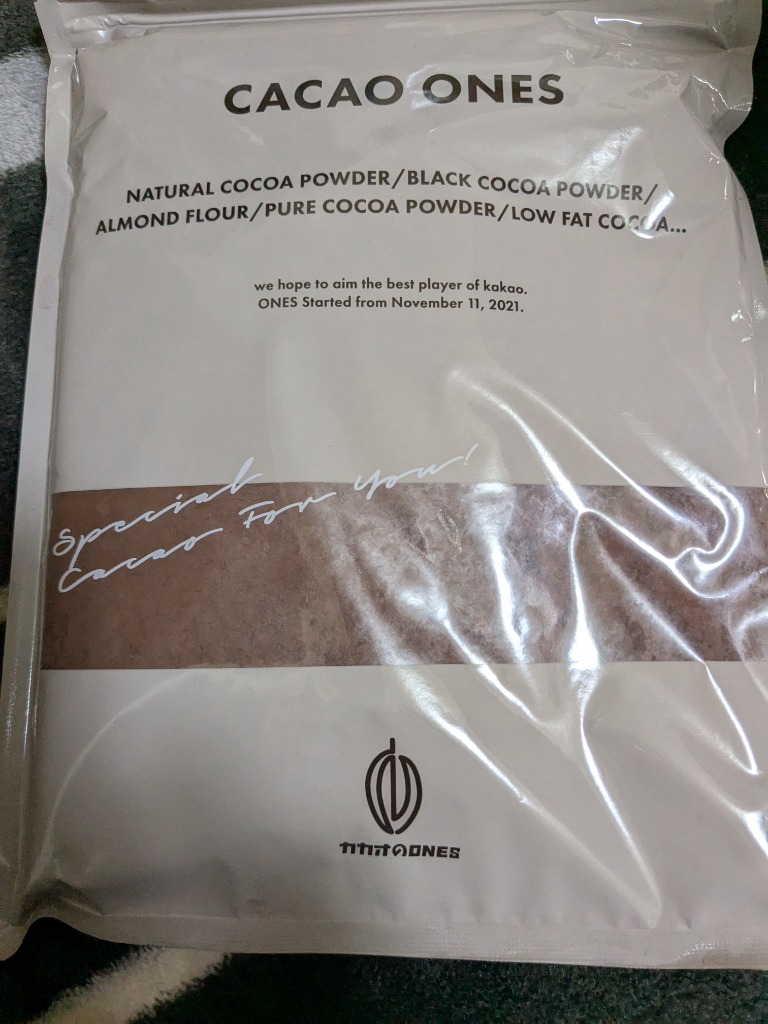 CACAO ONES
NATURAL COCOA POWDER/BLACK COCOA POWDER/
ALMOND FLOUR/PURE COCOA POWDER/LOW FAT COCOA...
we hope to aim the best player of kakao.
ONES Started from November 11, 2021.
Special
Cacao For You!
カカオのONES